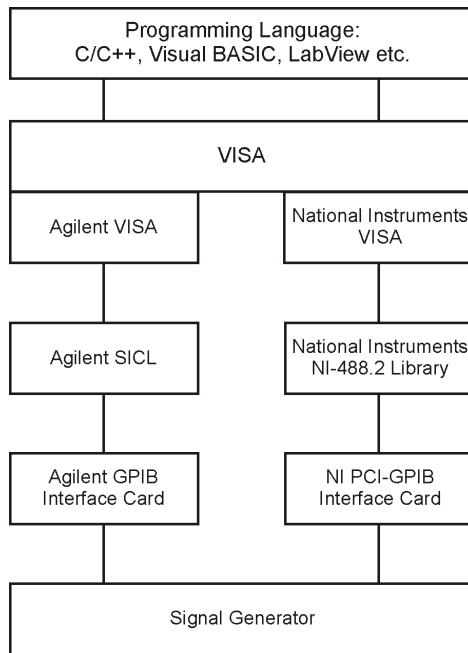 Programming Language:
C/C++, Visual BASIC, LabView etc.
VISA
Agilent VISA
National Instruments
VISA
Agilent SICL
National Instruments
NI-488.2 Library
Agilent GPIB
Interface Card
NI PCI-GPIB
Interface Card
Signal Generator